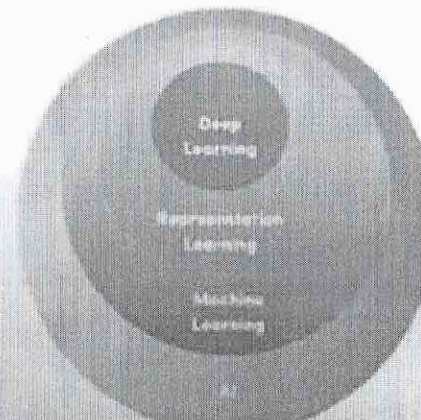 Deep
Learning
Representation
Learning
Machine
Learning
AI